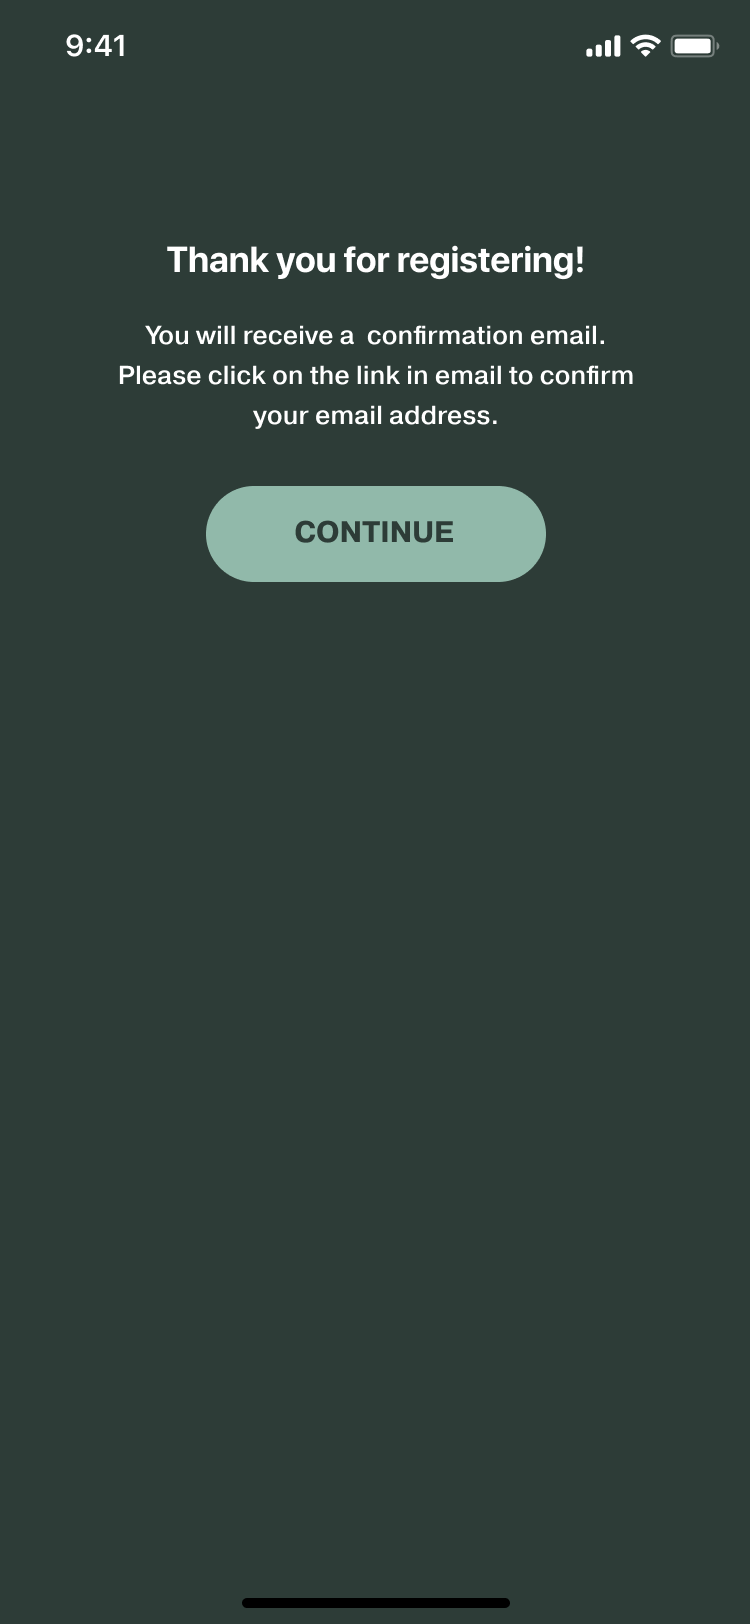 9:41
Thank you for registering!
You will receive a  confirmation email.
Please click on the link in email to confirm
your email address.
CONTINUE